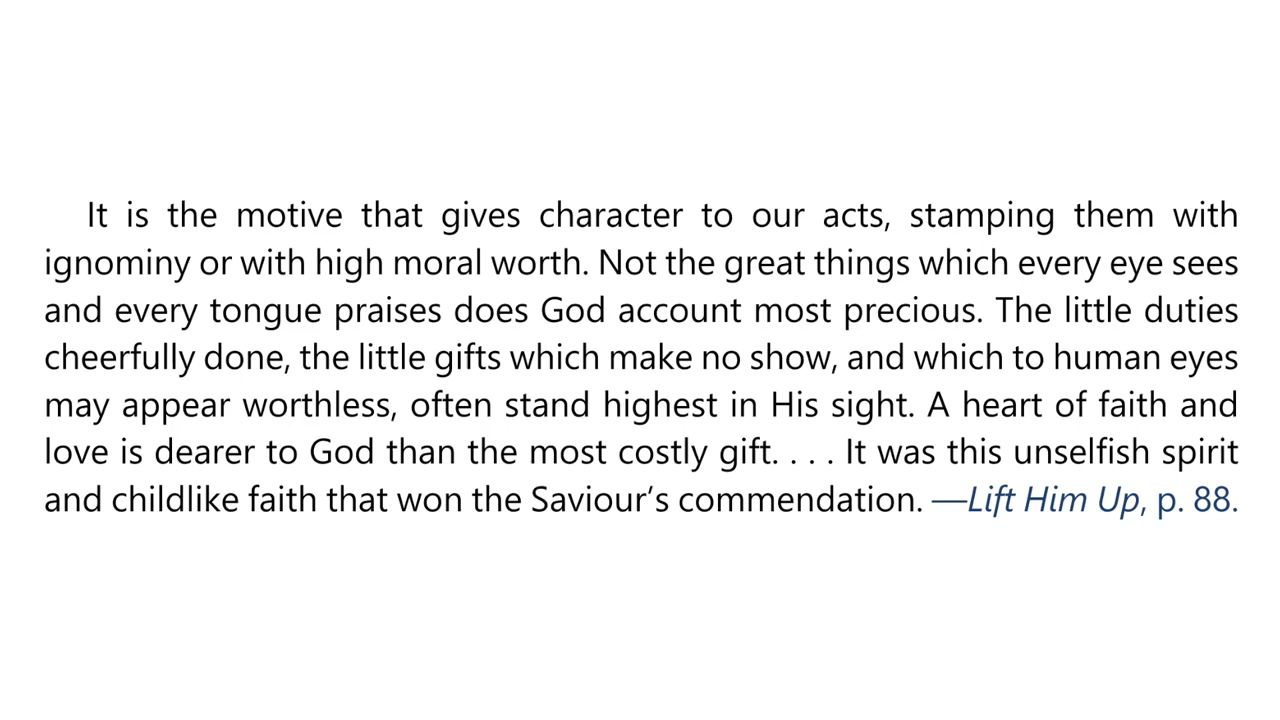 It is the motive that gives character to our acts, stamping them with
ignominy or with high moral worth. Not the great things which every eye sees
and every tongue praises does God account most precious. The little duties
cheerfully done, the little gifts which make no show, and which to human eyes
may appear worthless, often stand highest in His sight. A heart of faith and
love is dearer to God than the most costly gift. . . . It was this unselfish spirit
and childlike faith that won the Saviour’s commendation. —Lift Him Up, p. 88.